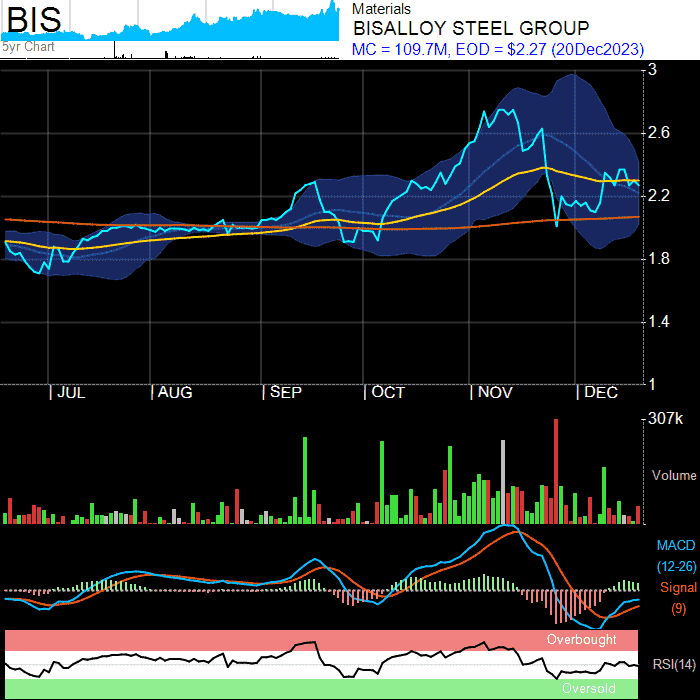 BIS
5yr Chart
Materials
BISALLOY STEEL GROUP
MC = 109.7M, EOD = $2.27 (20Dec2023)
3
2.6
2.2
1.8
1.4
1
| JUL | AUG | SEP | OCT | NOV | DEC
307k
Volume
MACD
(12-26)
Signal
(9)
Overbought
RSI(14)
Oversold